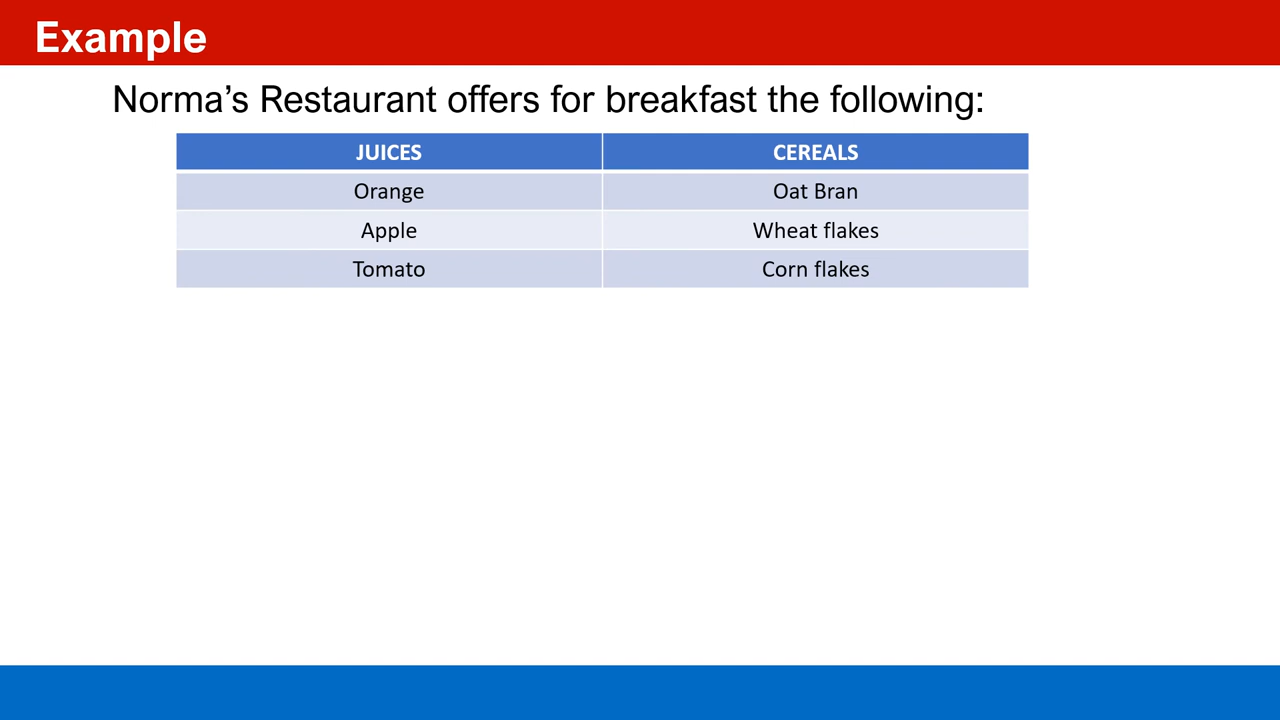 Example
Norma’s Restaurant offers for breakfast the following:
JUICES CEREALS
Orange Oat Bran
Apple Wheat flakes
Tomato Corn flakes